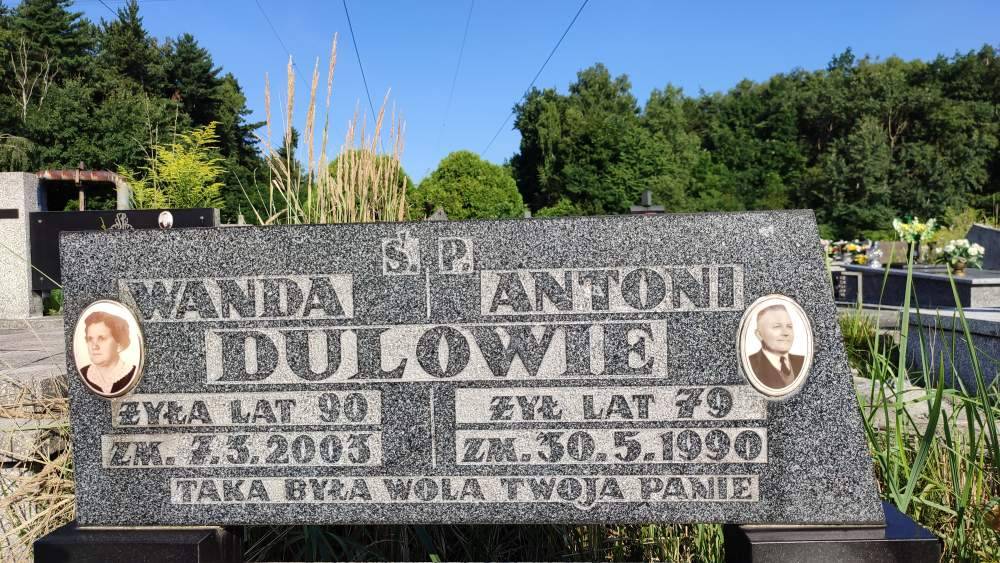 Ś. P.
WANDA ANTONI
DULOWIE
ŻYŁA LAT 90 ŻYŁ LAT 79
ZM. 7.3.2003 ZM. 30.5.1990
TAKA BYŁA WOLA TWOJA PANIE